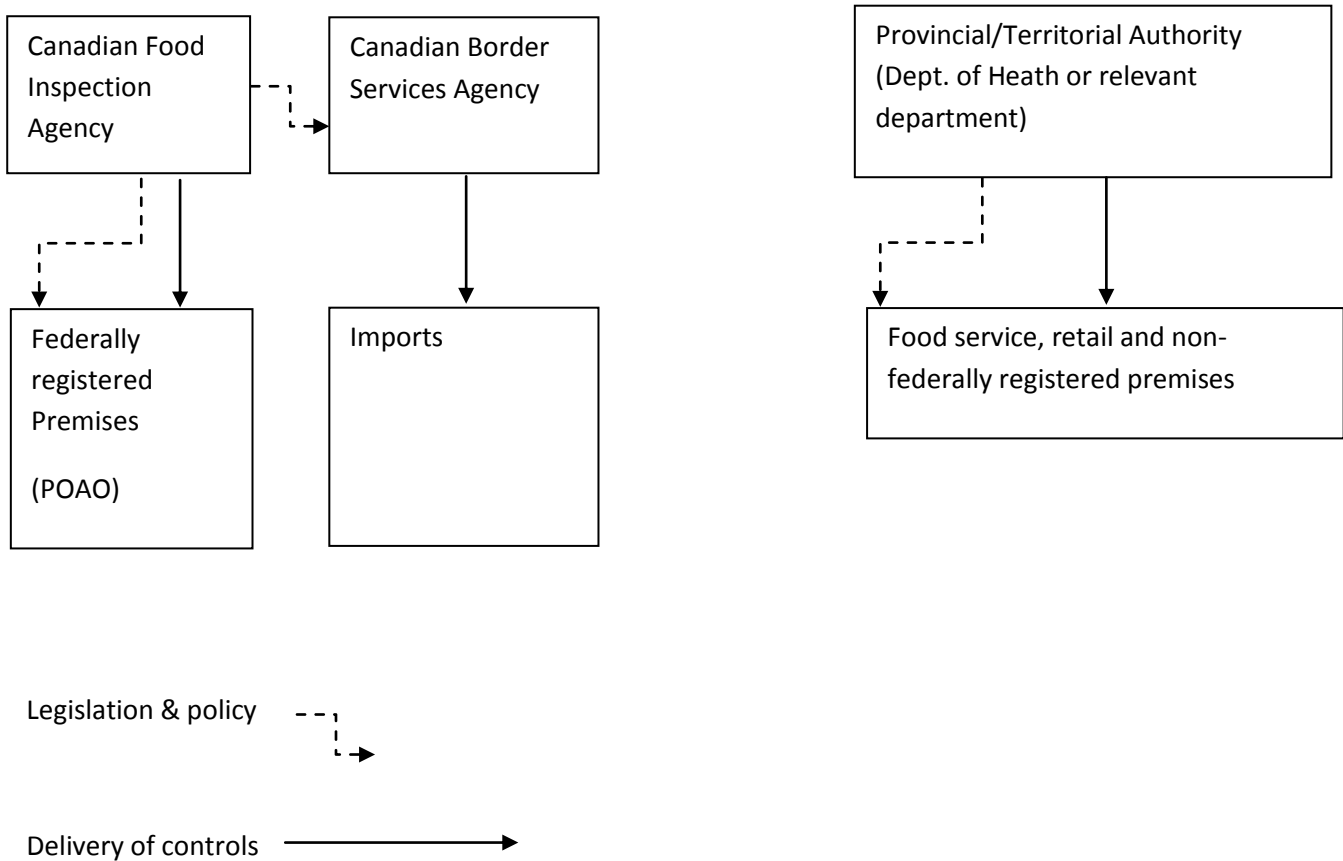 Canadian Food
Inspection
Agency
Canadian Border
Services Agency
Provincial/Territorial Authority
(Dept. of Heath or relevant
department)
Federally
registered
Premises
(POAO)
Imports
Food service, retail and non-
federally registered premises
Legislation & policy
Delivery of controls